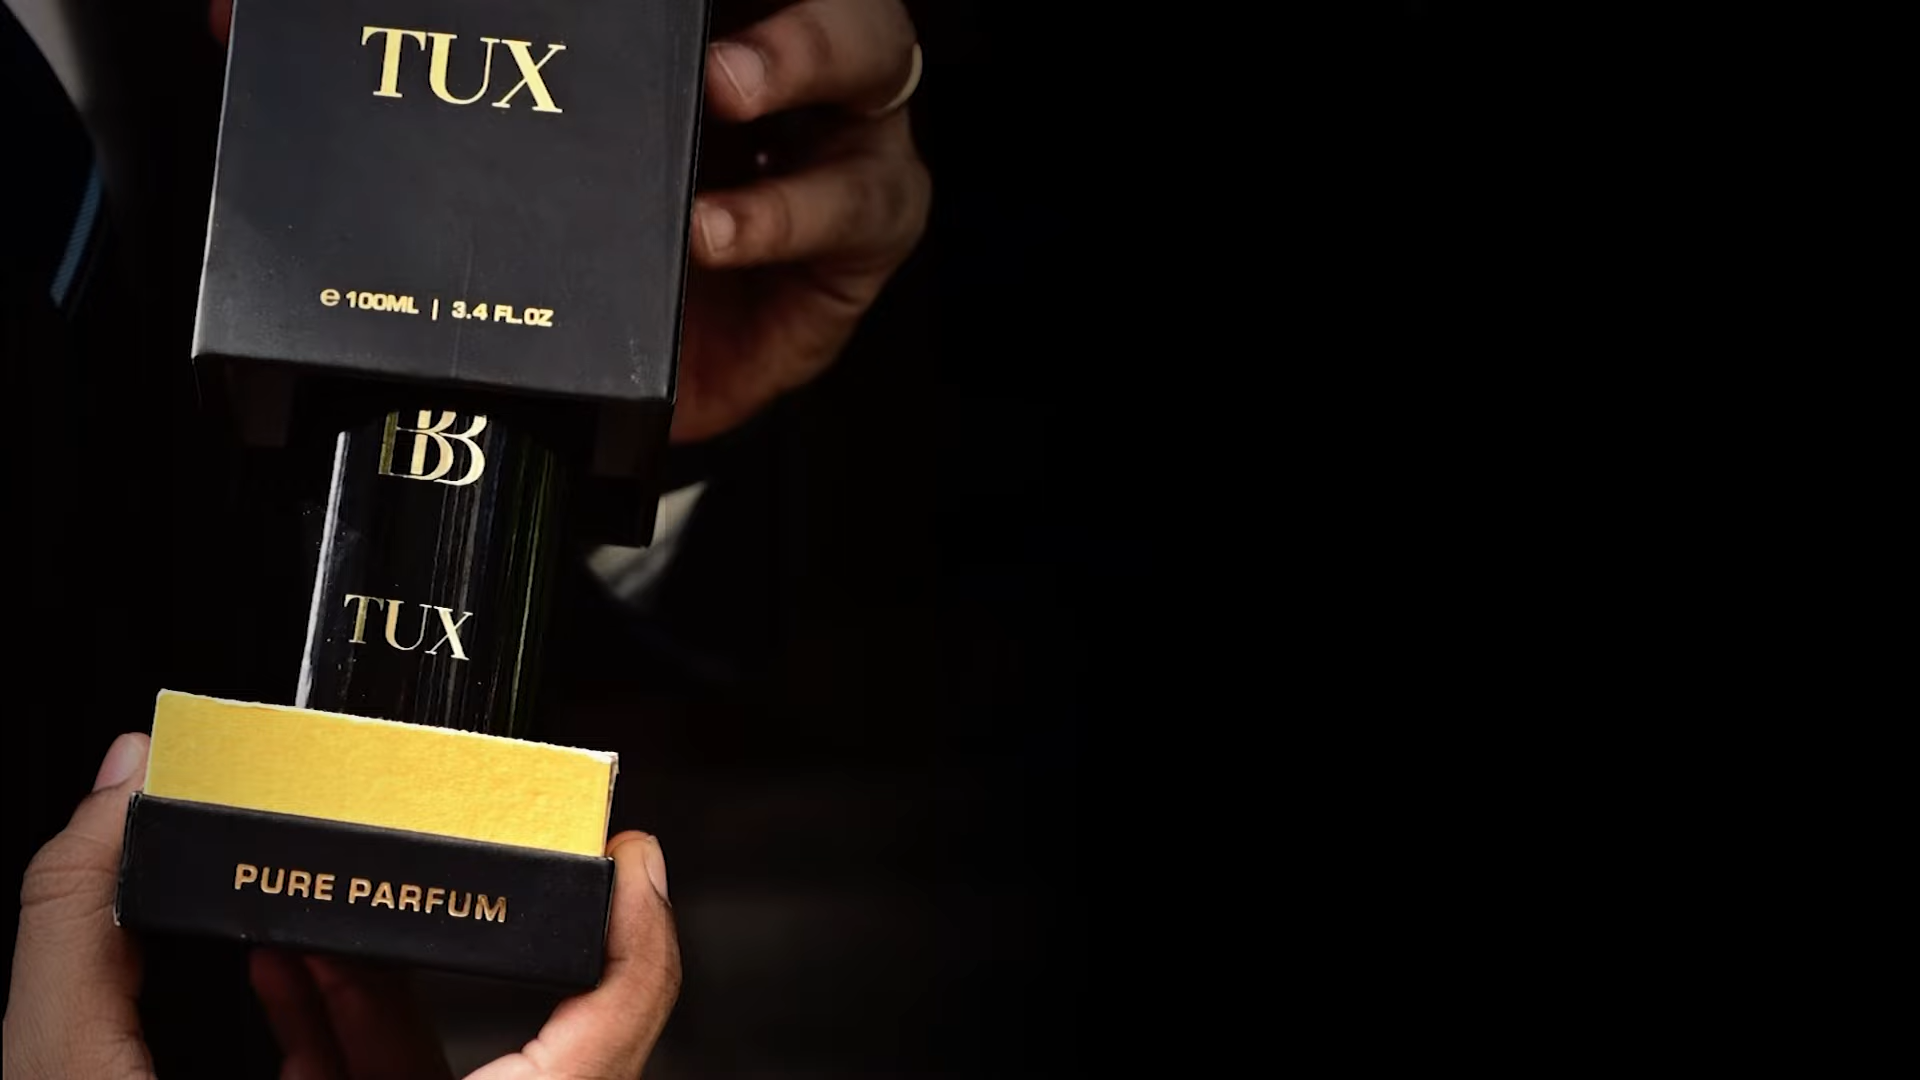 TUX
℮ 100ML | 3.4 FL.OZ
BB
TUX
PURE PARFUM